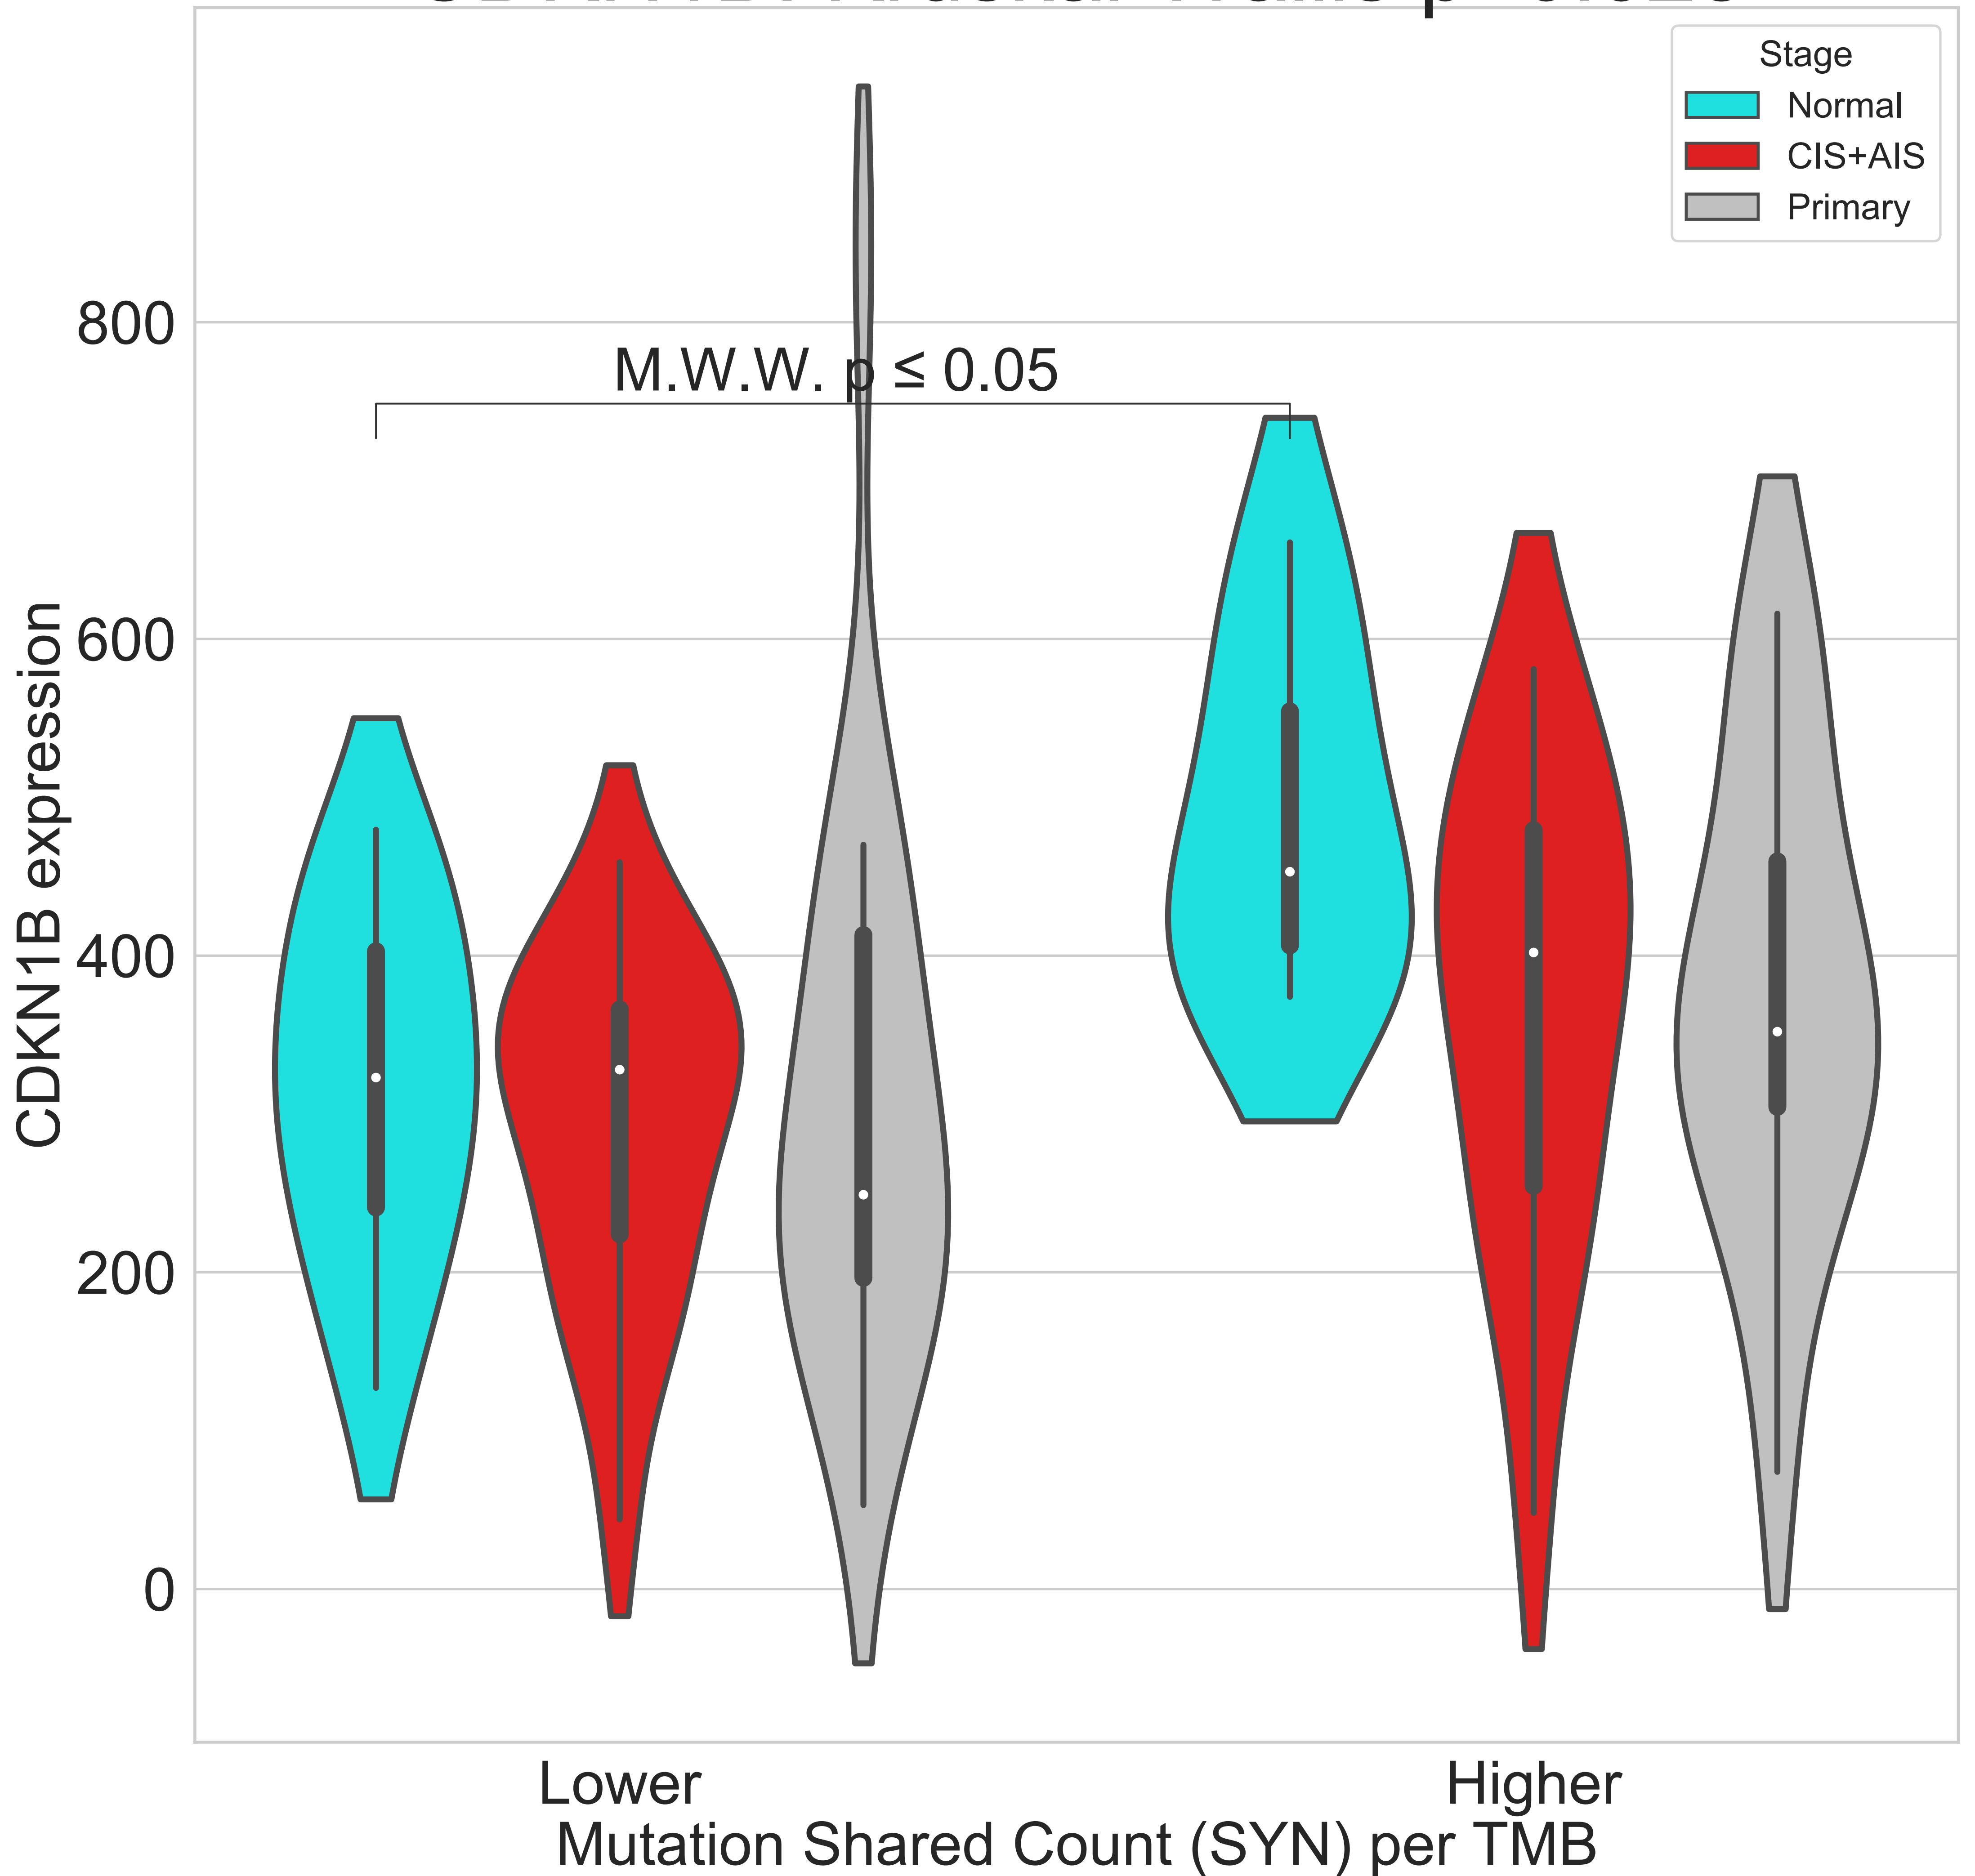 Stage
Normal
CIS+AIS
Primary
800
M.W.W. p ≤ 0.05
600
CDKN1B expression
400
200
0
Lower
Higher
Mutation Shared Count (SYN) per TMB